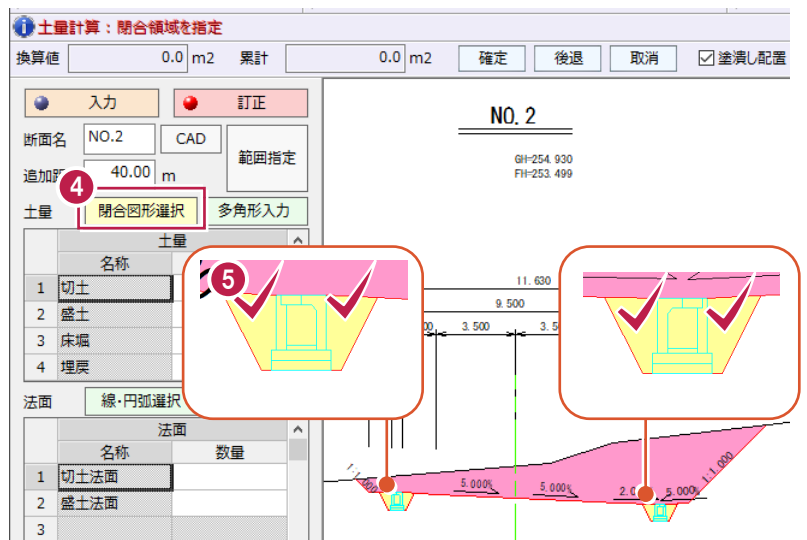 土量計算：閉合領域を指定
換算値 0.0 m2 累計 0.0 m2 確定 後退 取消 塗潰し配置
入力 訂正
断面名 NO.2 CAD 範囲指定
追加距 40.00 m
4
土量 閉合図形選択 多角形入力
土量
名称
1 切土
2 盛土
3 床堀
4 埋戻
法面 線・円弧選択
法面
名称 数量
1 切土法面
2 盛土法面
3
NO. 2
GH=254. 930
FH=253. 499
5
11. 630
9. 500
3. 500 3. 5
1:1.000
5.000%
5.000%
2.0
5.000%
1:1.000